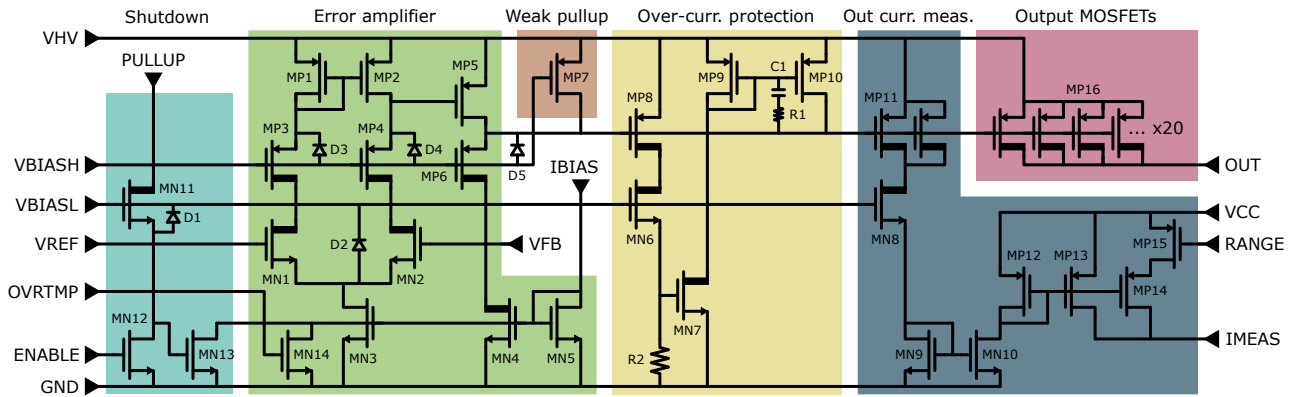 Shutdown
Error amplifier
Weak pullup
Over-curr. protection
Out curr. meas.
Output MOSFETs
VHV
PULLUP
MP1
MP2
MP5
MP7
MP9
C1
MP10
R1
MP8
MP11
MP16
... x20
MP3
MP4
D3
D4
D5
VBIASH
MP6
IBIAS
OUT
MN11
VBIASL
D1
VCC
VREF
D2
VFB
MN6
MN8
MP15
RANGE
MN1
MN2
MP12
MP13
MP14
OVRTMP
MN12
MN7
IMEAS
ENABLE
MN13
MN14
MN3
MN4
MN5
R2
MN9
MN10
GND